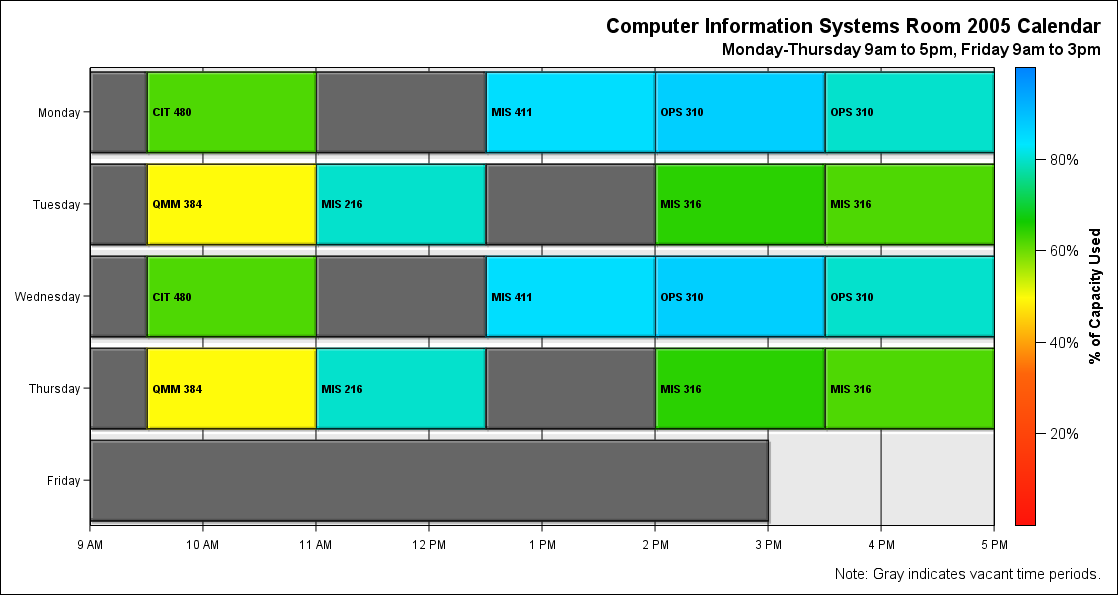 Computer Information Systems Room 2005 Calendar
Monday-Thursday 9am to 5pm, Friday 9am to 3pm
Monday
CIT 480
MIS 411
OPS 310
OPS 310
Tuesday
QMM 384
MIS 216
MIS 316
MIS 316
Wednesday
CIT 480
MIS 411
OPS 310
OPS 310
Thursday
QMM 384
MIS 216
MIS 316
MIS 316
Friday
9 AM
10 AM
11 AM
12 PM
1 PM
2 PM
3 PM
4 PM
5 PM
80%
60%
40%
20%
% of Capacity Used
Note: Gray indicates vacant time periods.